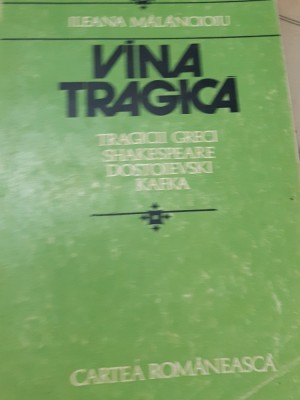 ILEANA MĂLĂNCIOIU
VINA
TRAGICĂ
TRAGICII GRECI
SHAKESPEARE
DOSTOIEVSKI
KAFKA
CARTEA ROMÂNEASCĂ